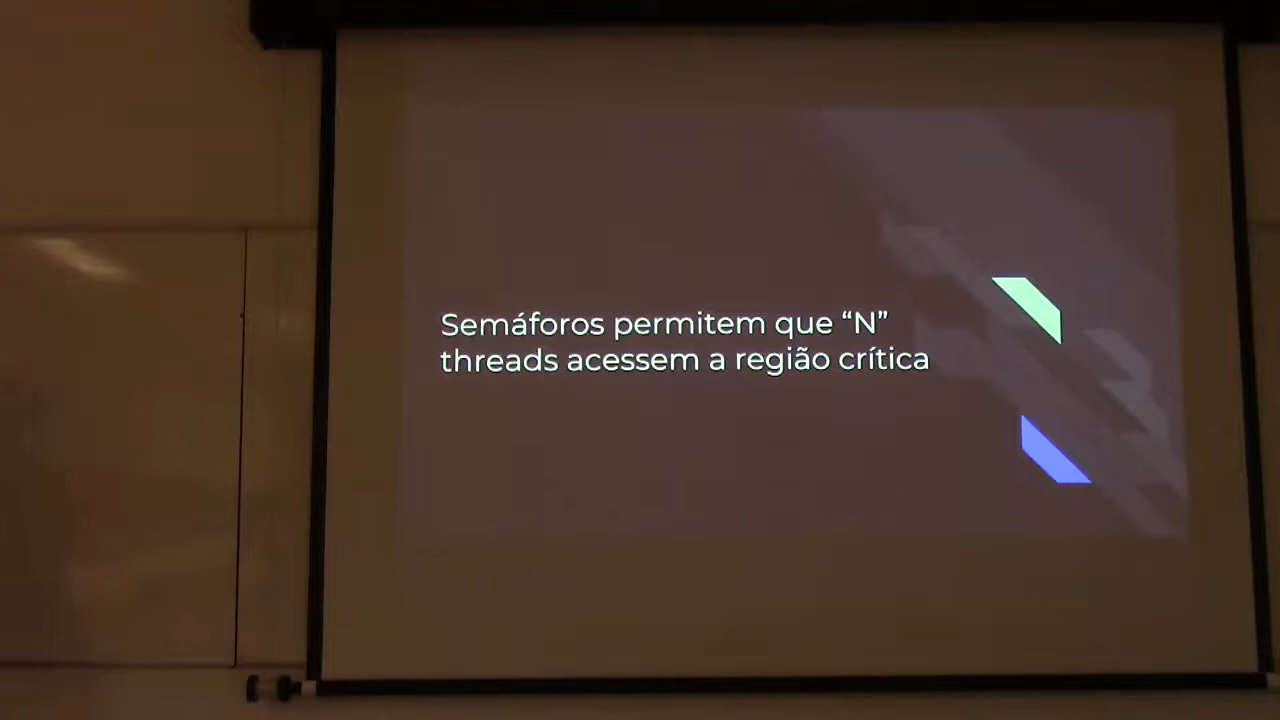 Semáforos permitem que “N”
threads acessem a região crítica